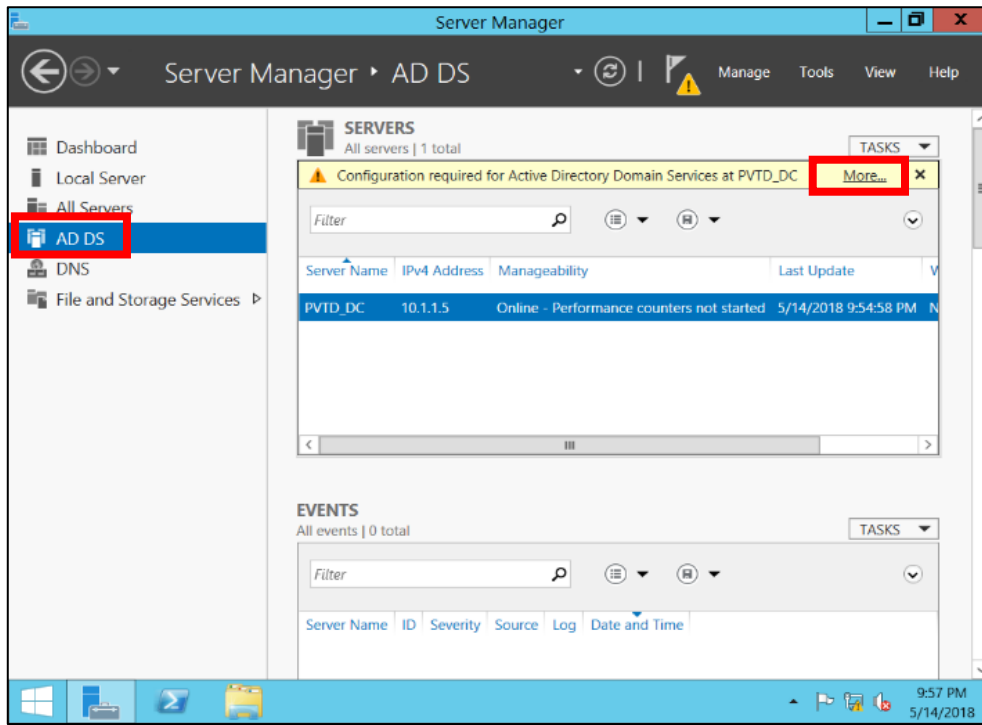 Server Manager
Server Manager • AD DS
Manage Tools View Help
Dashboard
Local Server
All Servers
AD DS
DNS
File and Storage Services
SERVERS
All servers | 1 total
TASKS
Configuration required for Active Directory Domain Services at PVTD_DC More...
Filter
Server Name IPv4 Address Manageability Last Update
PVTD_DC 10.1.1.5 Online - Performance counters not started 5/14/2018 9:54:58 PM N
EVENTS
All events | 0 total
TASKS
Filter
Server Name ID Severity Source Log Date and Time
9:57 PM
5/14/2018